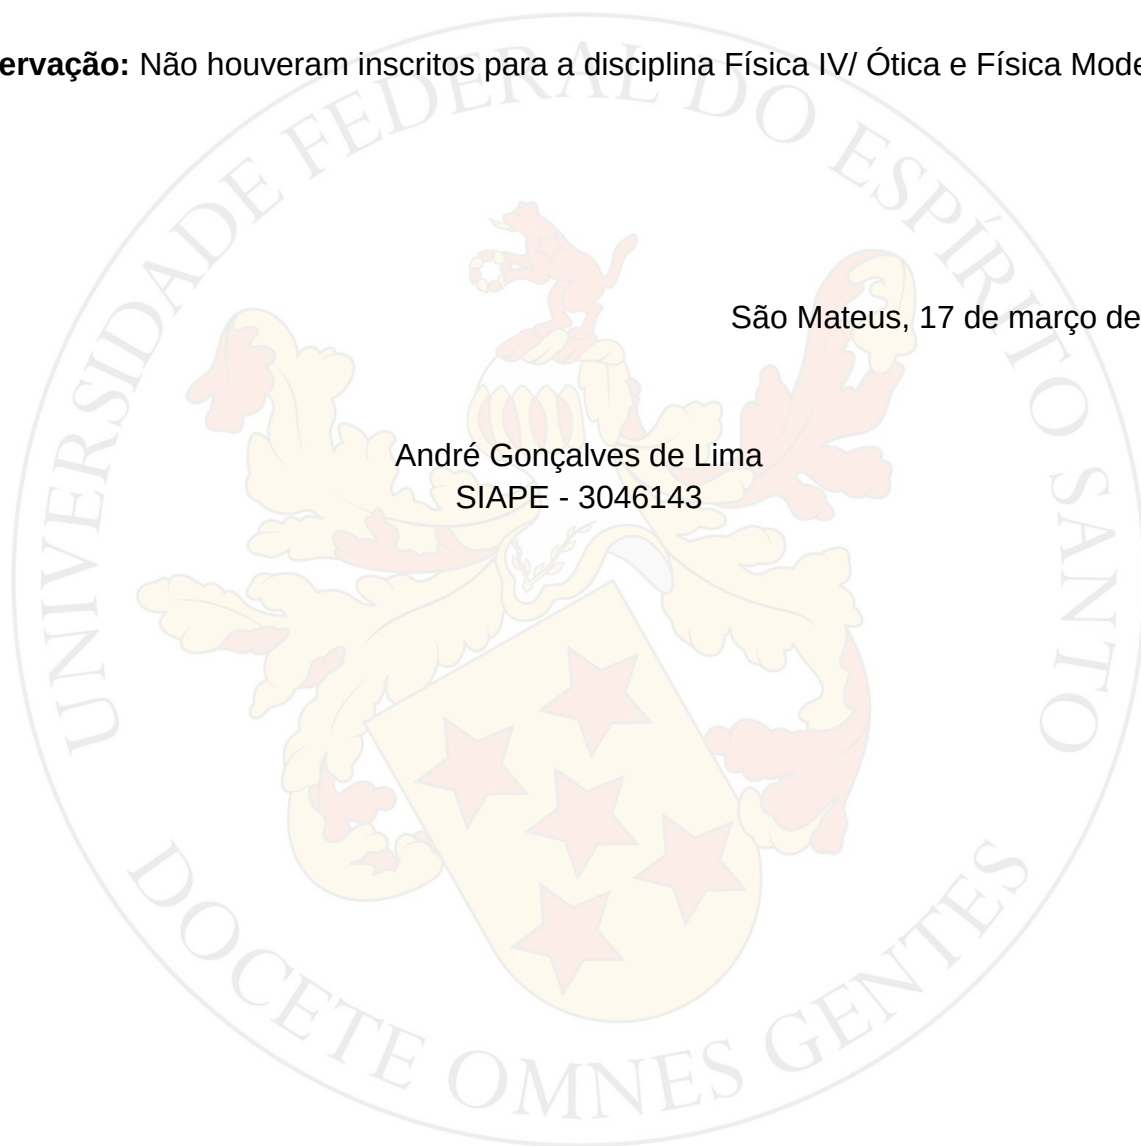 ervação: Não houveram inscritos para a disciplina Física IV/ Ótica e Física Mode
São Mateus, 17 de março de
André Gonçalves de Lima
SIAPE - 3046143
UNIVERSIDADE FEDERAL DO ESPÍRITO SANTO
DOCETE OMNES GENTES